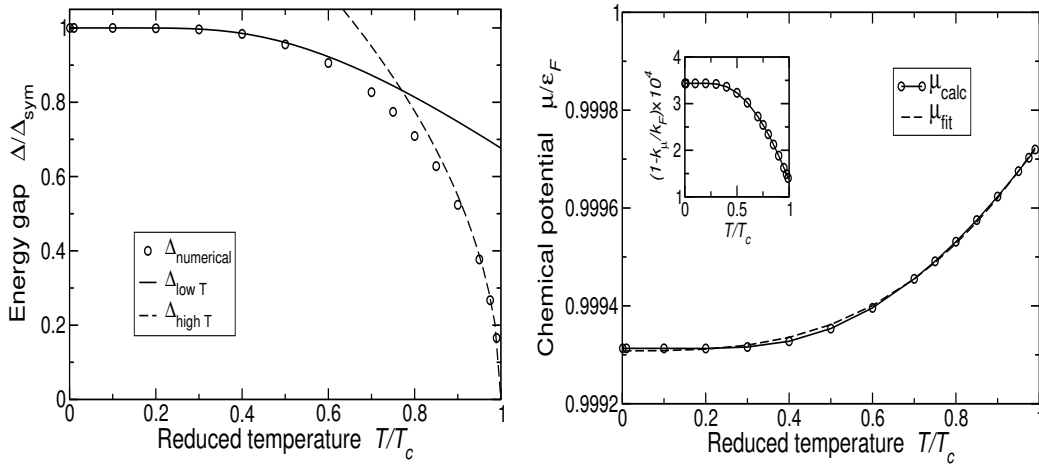 1
0.8
0.6
0.4
0.2
0
Energy gap Δ/Δsym
Δnumerical
Δlow T
Δhigh T
0 0.2 0.4 0.6 0.8 1
Reduced temperature T/Tc
0.9998
0.9996
0.9994
0.9992
Chemical potential μ/εF
4
3
2
1
(1-kμ/kF)x10^4
0 0.5 1
T/Tc
μcalc
μfit
0 0.2 0.4 0.6 0.8 1
Reduced temperature T/Tc